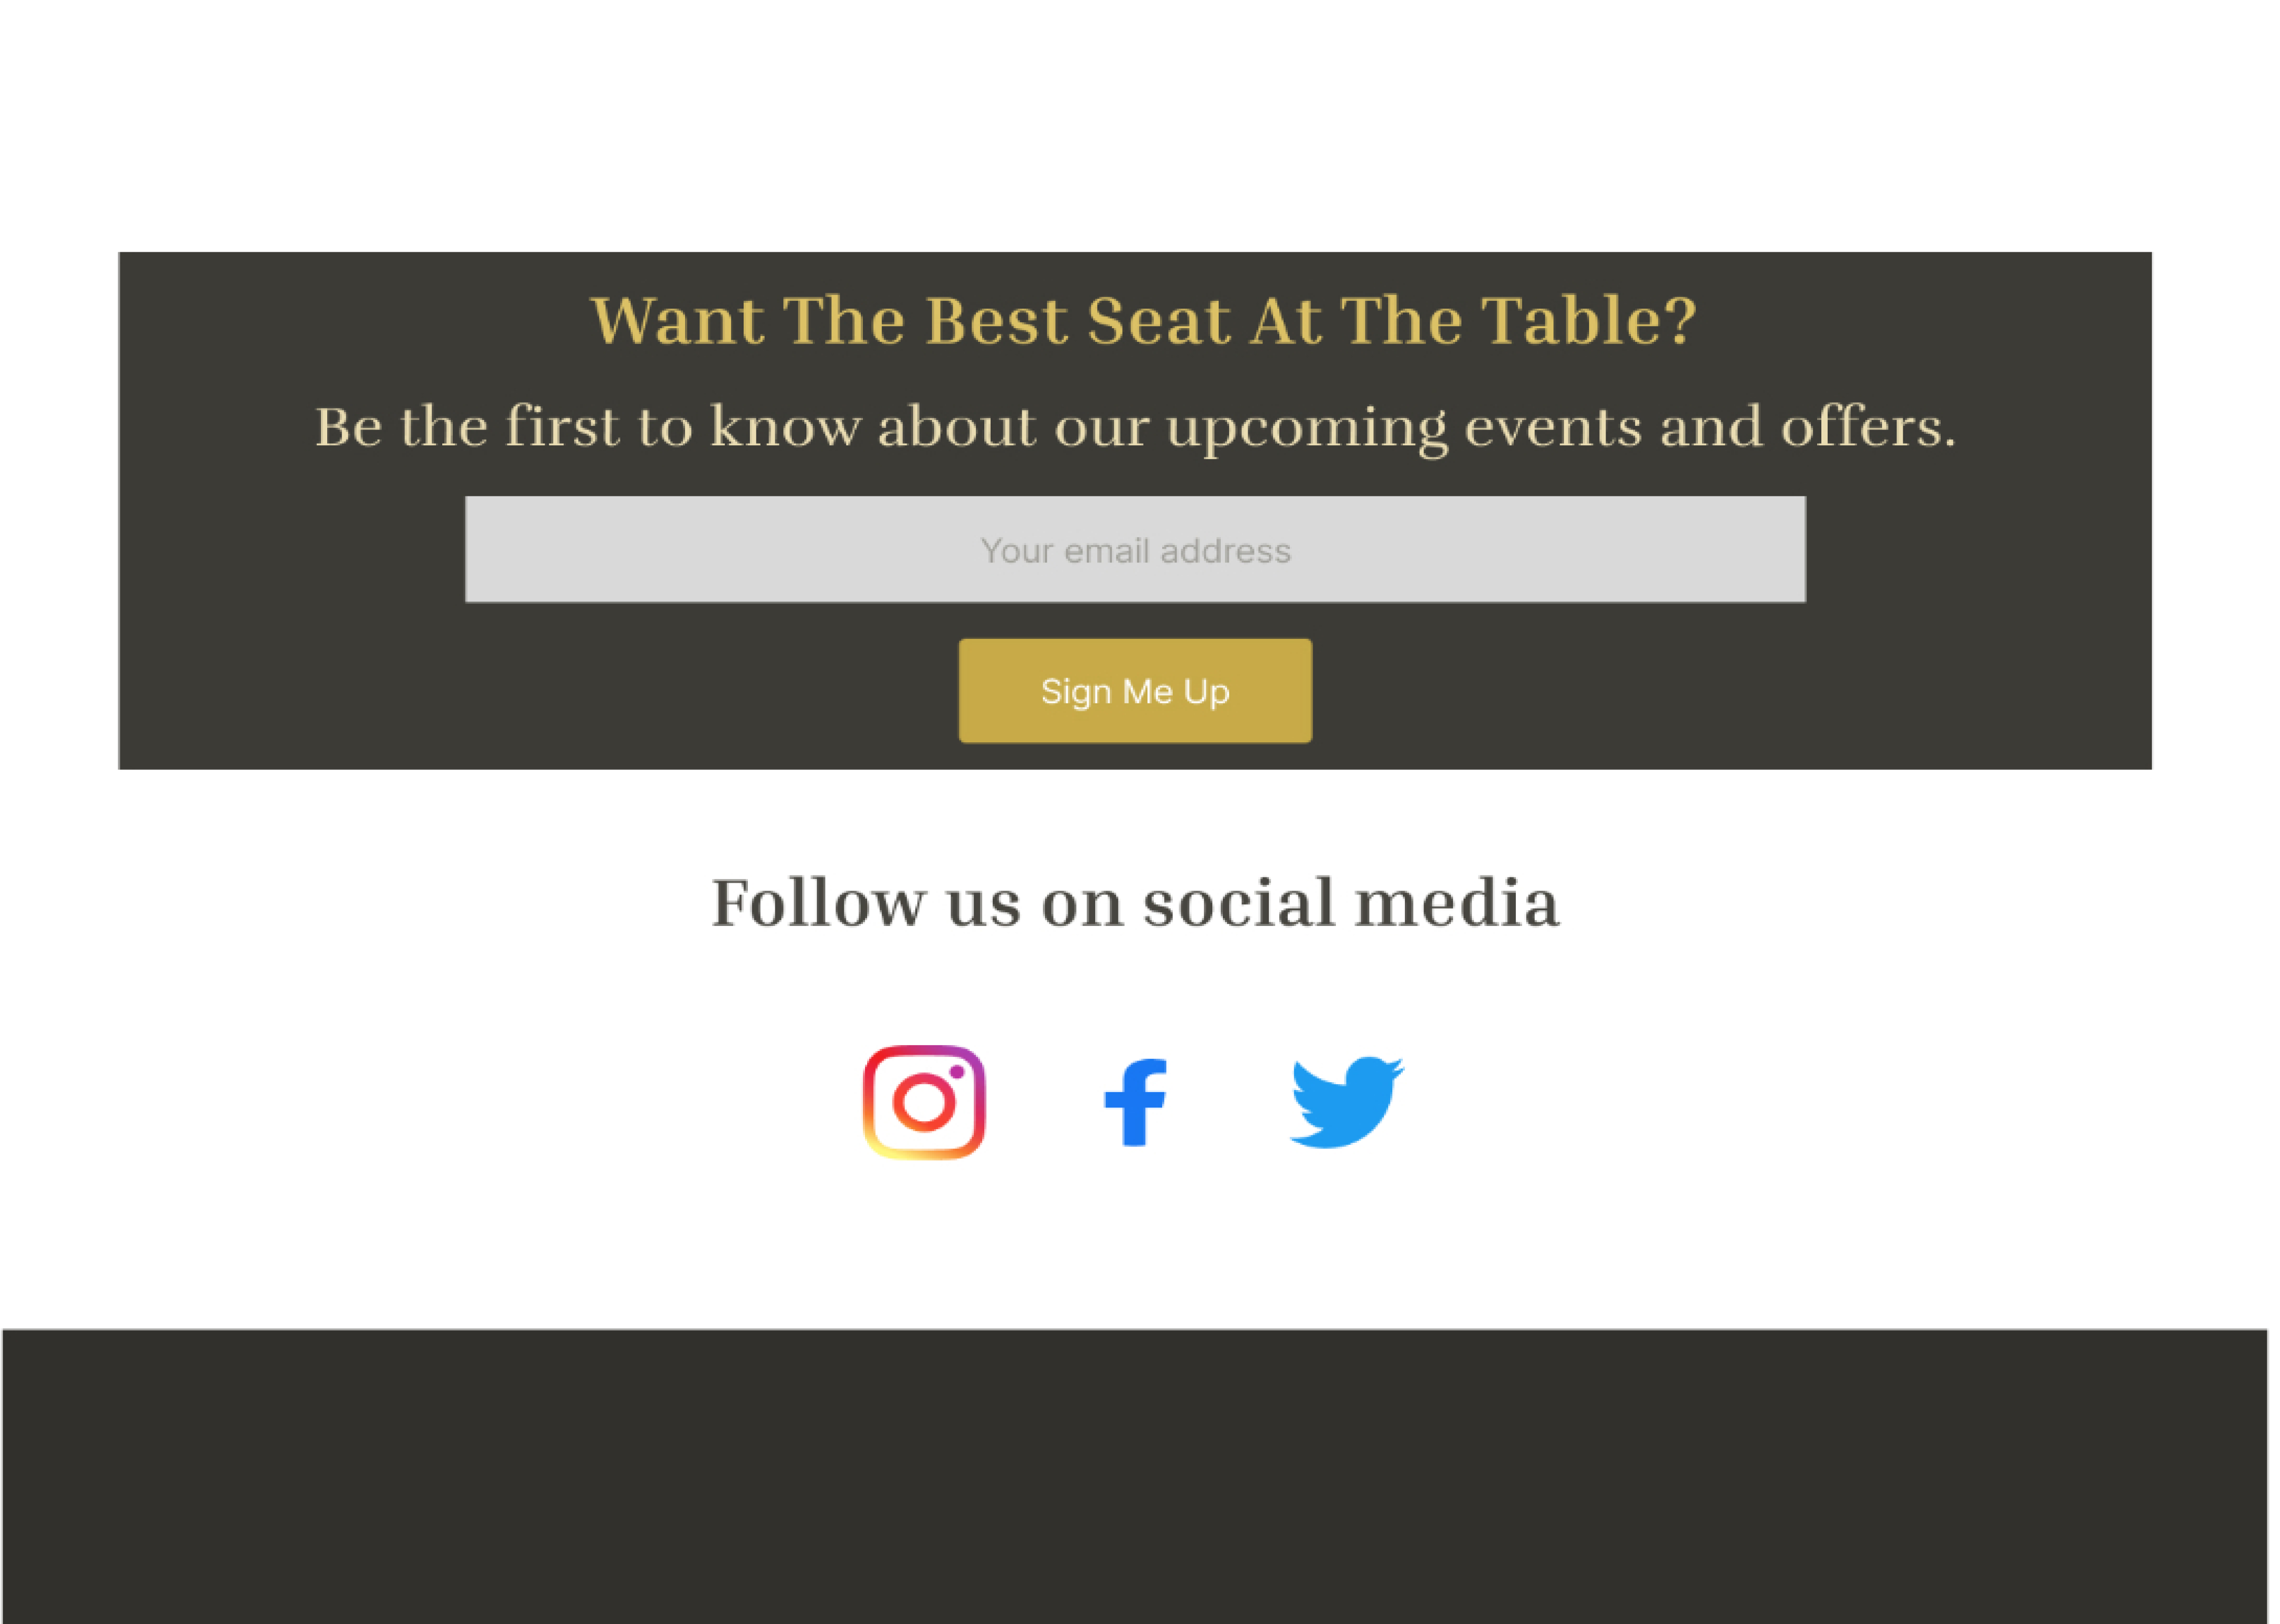 Want The Best Seat At The Table?
Be the first to know about our upcoming events and offers.
Your email address
Sign Me Up
Follow us on social media